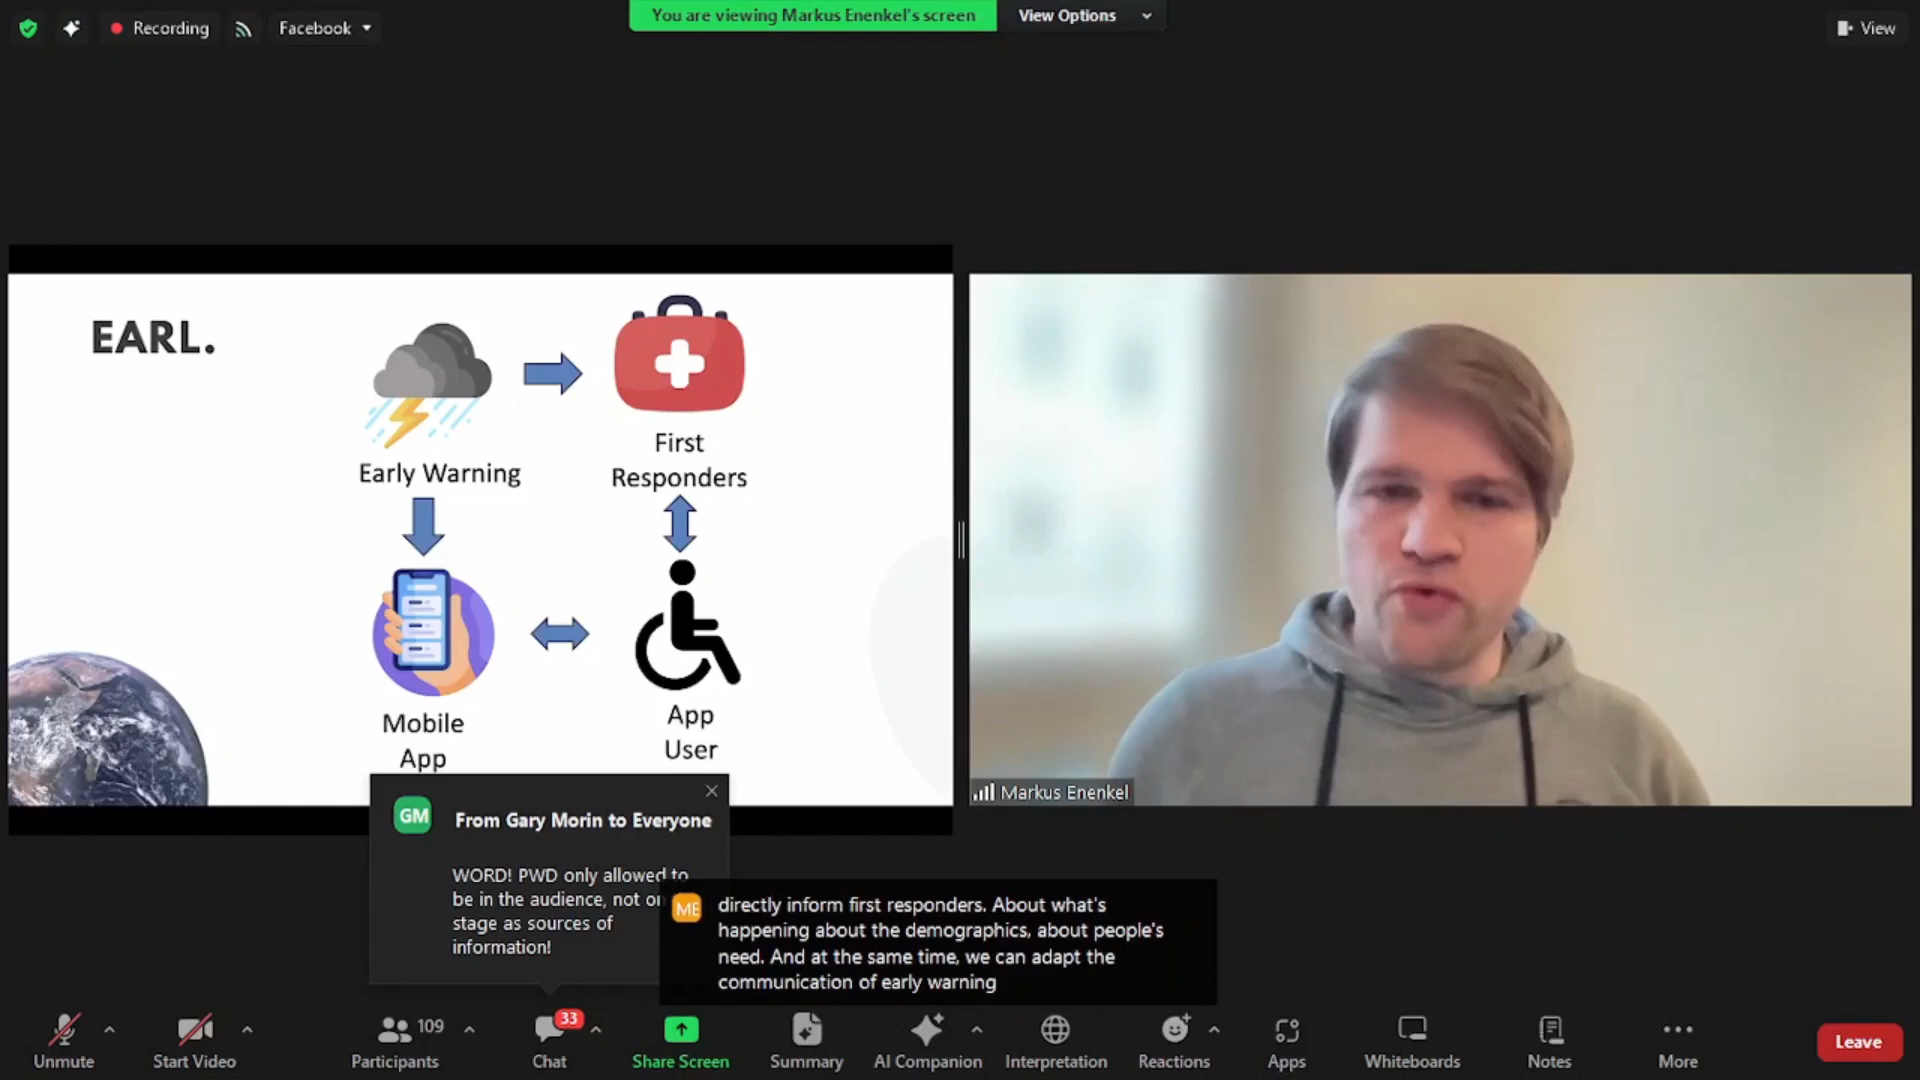 Recording
Facebook
You are viewing Markus Enenkel's screen
View Options
View
EARL.
Early Warning
First
Responders
Mobile
App
App
User
Markus Enenkel
GM
From Gary Morin to Everyone
WORD! PWD only allowed to
be in the audience, not on
stage as sources of
information!
ME
directly inform first responders. About what's
happening about the demographics, about people's
need. And at the same time, we can adapt the
communication of early warning
Unmute
Start Video
109
Participants
33
Chat
Share Screen
Summary
AI Companion
Interpretation
Reactions
Apps
Whiteboards
Notes
More
Leave